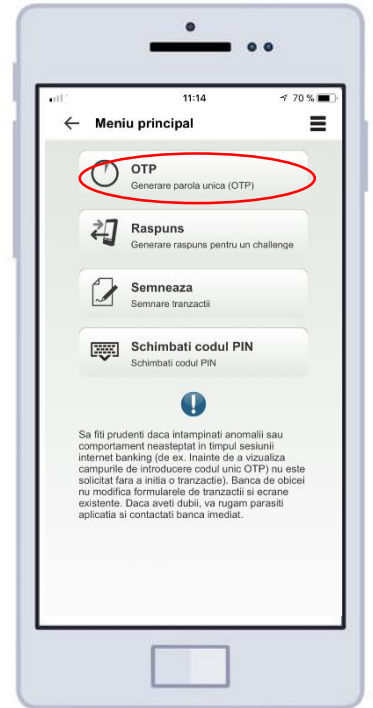 11:14
70 %
Meniu principal
OTP
Generare parola unica (OTP)
Raspuns
Generare raspuns pentru un challenge
Semneaza
Semnare tranzactii
Schimbati codul PIN
Schimbati codul PIN
Sa fiti prudenti daca intampinati anomalii sau
comportament neasteptat in timpul sesiunii
internet banking (de ex. Inainte de a vizualiza
campurile de introducere codul unic OTP) nu este
solicitat fara a initia o tranzactie). Banca de obicei
nu modifica formularele de tranzactii si ecrane
existente. Daca aveti dubii, va rugam parasiti
aplicatia si contactati banca imediat.